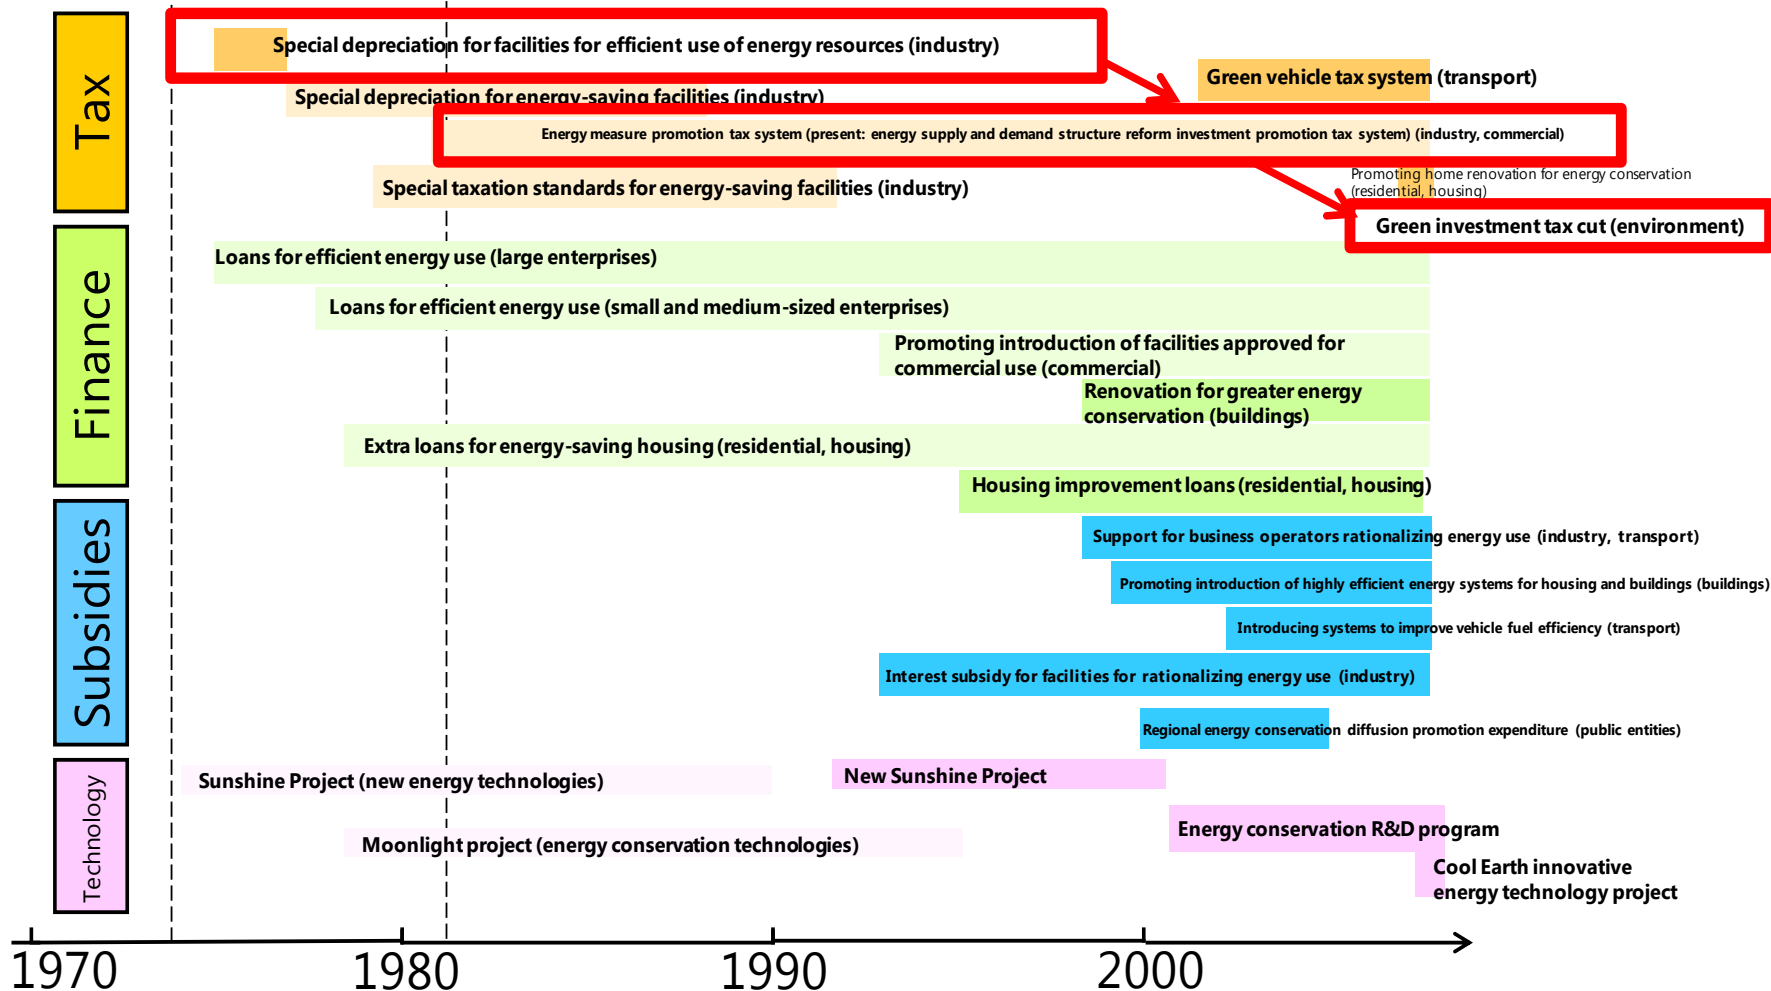 Tax
Special depreciation for facilities for efficient use of energy resources (industry)
Green vehicle tax system (transport)
Special depreciation for energy-saving facilities (industry)
Energy measure promotion tax system (present: energy supply and demand structure reform investment promotion tax system) (industry, commercial)
Promoting home renovation for energy conservation
(residential, housing)
Special taxation standards for energy-saving facilities (industry)
Green investment tax cut (environment)
Finance
Loans for efficient energy use (large enterprises)
Loans for efficient energy use (small and medium-sized enterprises)
Promoting introduction of facilities approved for
commercial use (commercial)
Renovation for greater energy
conservation (buildings)
Extra loans for energy-saving housing (residential, housing)
Housing improvement loans (residential, housing)
Subsidies
Support for business operators rationalizing energy use (industry, transport)
Promoting introduction of highly efficient energy systems for housing and buildings (buildings)
Introducing systems to improve vehicle fuel efficiency (transport)
Interest subsidy for facilities for rationalizing energy use (industry)
Regional energy conservation diffusion promotion expenditure (public entities)
Technology
Sunshine Project (new energy technologies)
New Sunshine Project
Energy conservation R&D program
Moonlight project (energy conservation technologies)
Cool Earth innovative
energy technology project
1970
1980
1990
2000